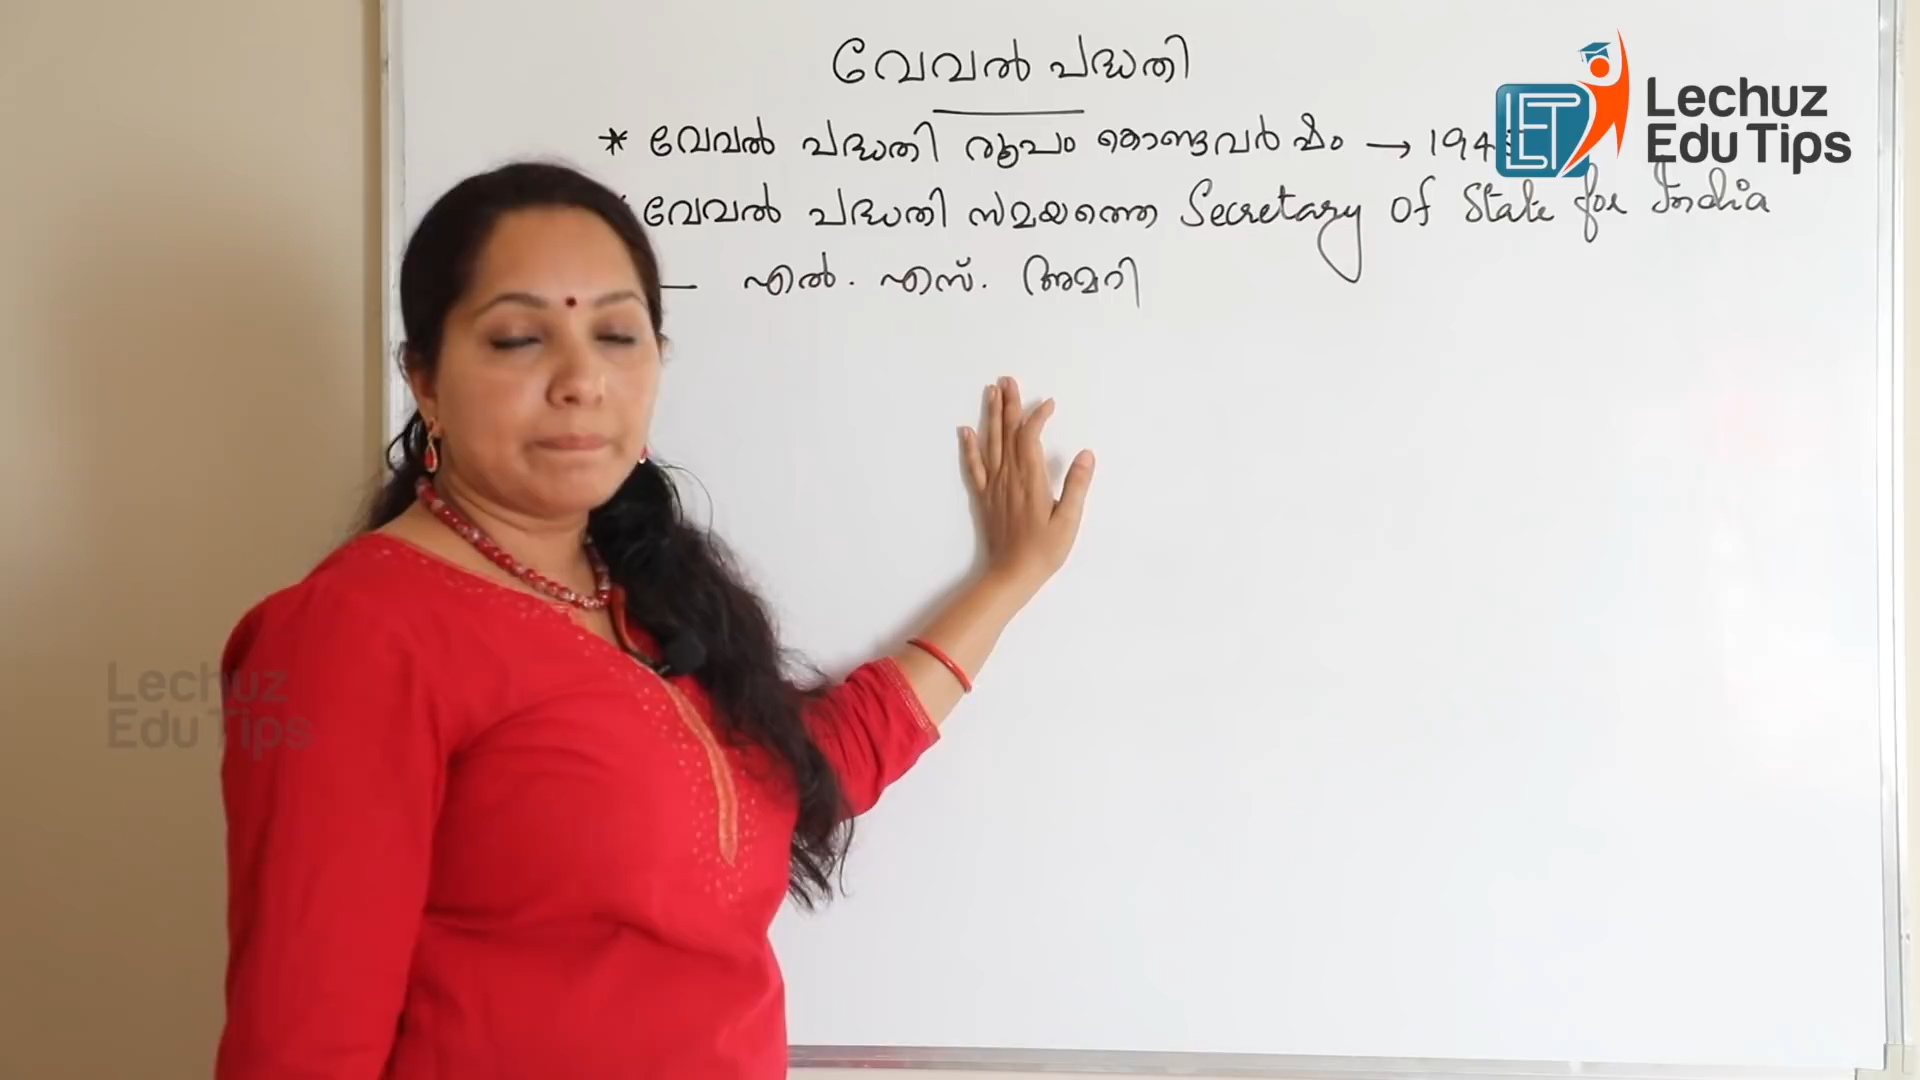 വേവൽ പദ്ധതി
* വേവൽ പദ്ധതി രൂപം കൊണ്ടവർഷം → 194
വേവൽ പദ്ധതി സമയത്തെ Secretary Of State for India
— എൽ. എസ്. അമറി
LET
Lechuz
Edu Tips
Lechuz
Edu Tips